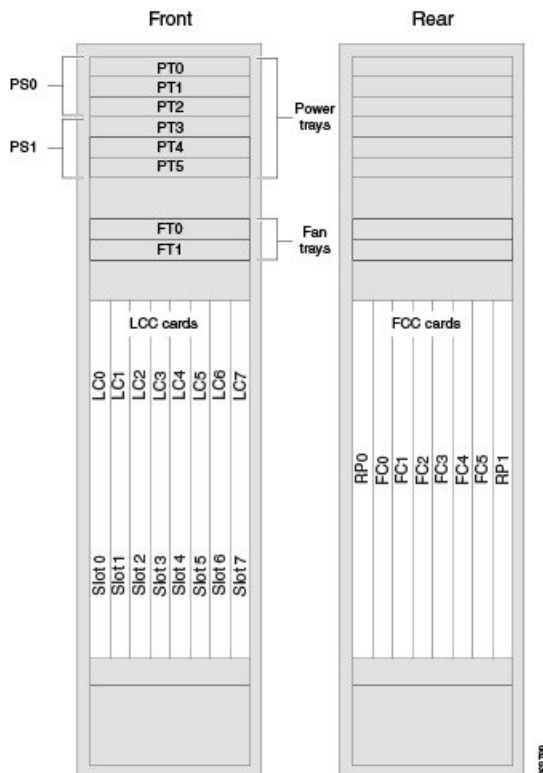 Front
Rear
PS0
PS1
PT0
PT1
PT2
PT3
PT4
PT5
Power
trays
FT0
FT1
Fan
trays
LCC cards
LC0
LC1
LC2
LC3
LC4
LC5
LC6
LC7
Slot 0
Slot 1
Slot 2
Slot 3
Slot 4
Slot 5
Slot 6
Slot 7
FCC cards
RP0
FC0
FC1
FC2
FC3
FC4
FC5
RP1